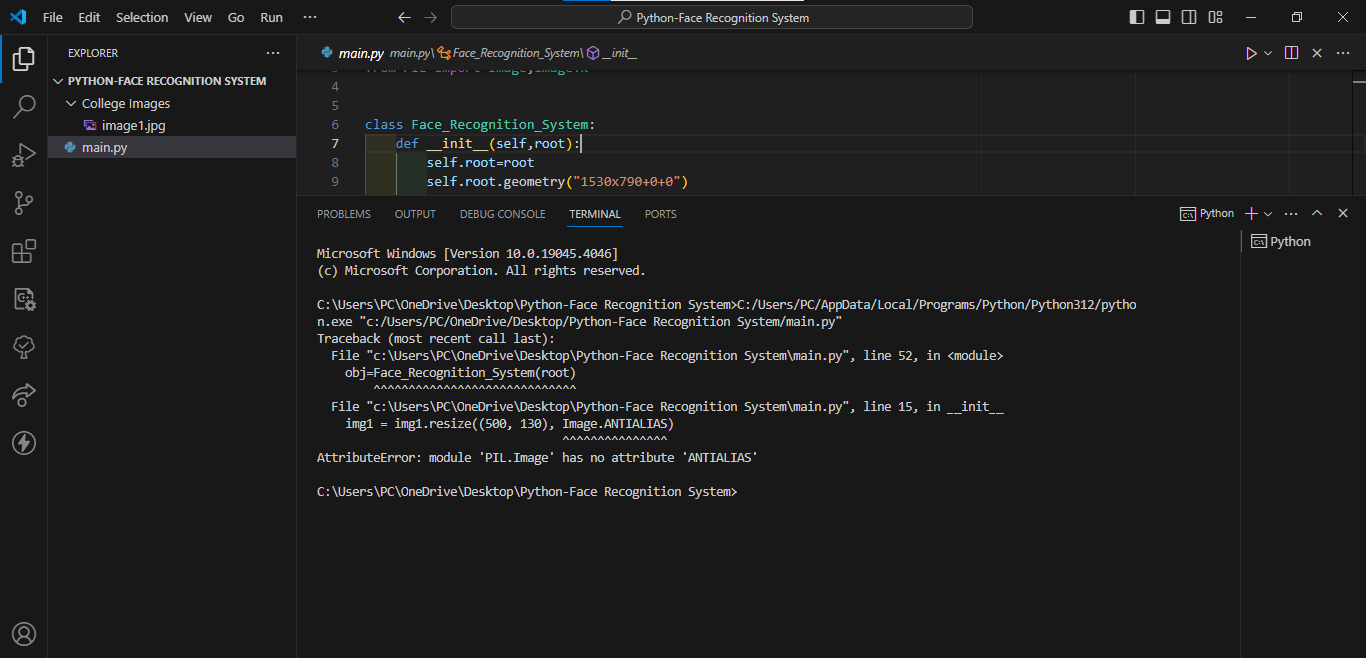 File Edit Selection View Go Run ···
Python-Face Recognition System
EXPLORER ···
PYTHON-FACE RECOGNITION SYSTEM
College Images
image1.jpg
main.py
main.py main.py\ Face_Recognition_System\ __init__
4
5
6 class Face_Recognition_System:
7 def __init__(self,root):
8 self.root=root
9 self.root.geometry("1530x790+0+0")
PROBLEMS OUTPUT DEBUG CONSOLE TERMINAL PORTS
Python
Python
Microsoft Windows [Version 10.0.19045.4046]
(c) Microsoft Corporation. All rights reserved.
C:\Users\PC\OneDrive\Desktop\Python-Face Recognition System>C:/Users/PC/AppData/Local/Programs/Python/Python312/pytho
n.exe "c:/Users/PC/OneDrive/Desktop/Python-Face Recognition System/main.py"
Traceback (most recent call last):
File "c:\Users\PC\OneDrive\Desktop\Python-Face Recognition System\main.py", line 52, in <module>
obj=Face_Recognition_System(root)
^^^^^^^^^^^^^^^^^^^^^^^^^^^^^
File "c:\Users\PC\OneDrive\Desktop\Python-Face Recognition System\main.py", line 15, in __init__
img1 = img1.resize((500, 130), Image.ANTIALIAS)
^^^^^^^^^^^^^^^
AttributeError: module 'PIL.Image' has no attribute 'ANTIALIAS'
C:\Users\PC\OneDrive\Desktop\Python-Face Recognition System>